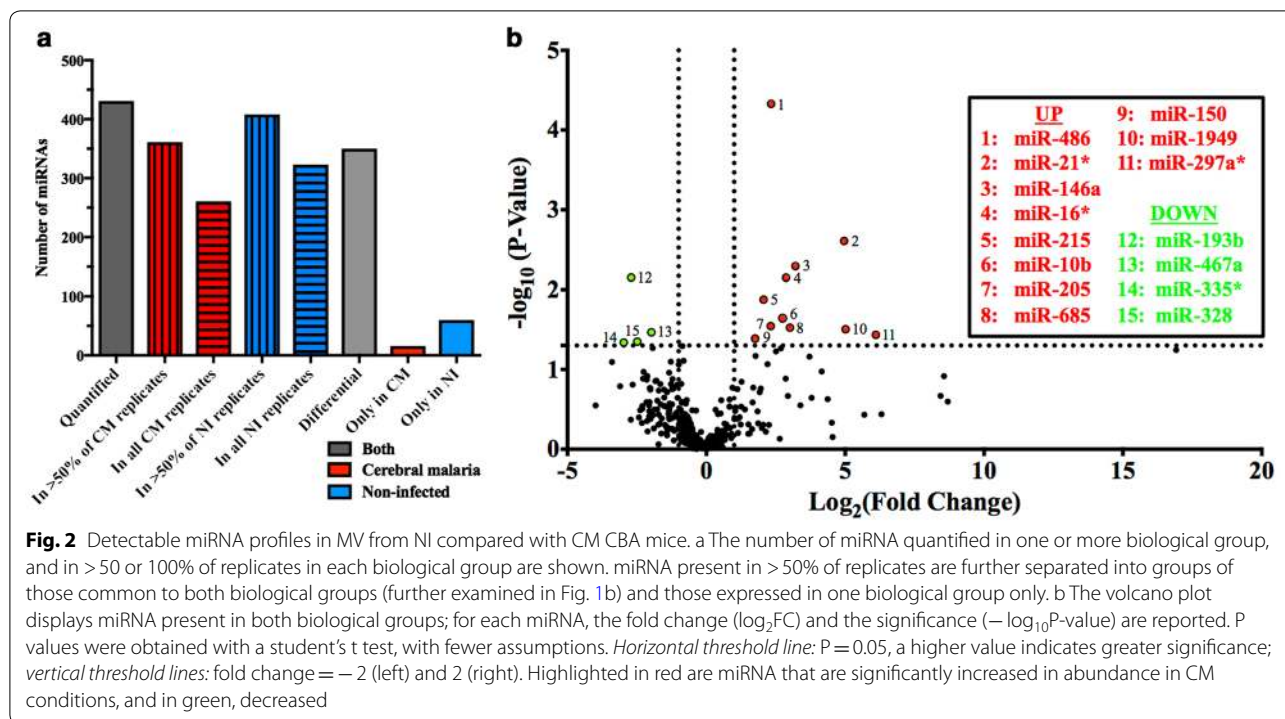 a
Number of miRNAs
500
400
300
200
100
0
Quantified
In >50% of CM replicates
In all CM replicates
In >50% of NI replicates
In all NI replicates
Differential
Only in CM
Only in NI
Both
Cerebral malaria
Non-infected
b
-log10 (P-Value)
5
4
3
2
1
0
-5
0
5
10
15
20
Log2(Fold Change)
1
2
3
4
5
6
7
8
9
10
11
12
13
14
15
UP
1: miR-486
2: miR-21*
3: miR-146a
4: miR-16*
5: miR-215
6: miR-10b
7: miR-205
8: miR-685
9: miR-150
10: miR-1949
11: miR-297a*
DOWN
12: miR-193b
13: miR-467a
14: miR-335*
15: miR-328
Fig. 2 Detectable miRNA profiles in MV from NI compared with CM CBA mice. a The number of miRNA quantified in one or more biological group,
and in > 50 or 100% of replicates in each biological group are shown. miRNA present in > 50% of replicates are further separated into groups of
those common to both biological groups (further examined in Fig. 1b) and those expressed in one biological group only. b The volcano plot
displays miRNA present in both biological groups; for each miRNA, the fold change (log2FC) and the significance (− log10P-value) are reported. P
values were obtained with a student's t test, with fewer assumptions. Horizontal threshold line: P = 0.05, a higher value indicates greater significance;
vertical threshold lines: fold change = − 2 (left) and 2 (right). Highlighted in red are miRNA that are significantly increased in abundance in CM
conditions, and in green, decreased